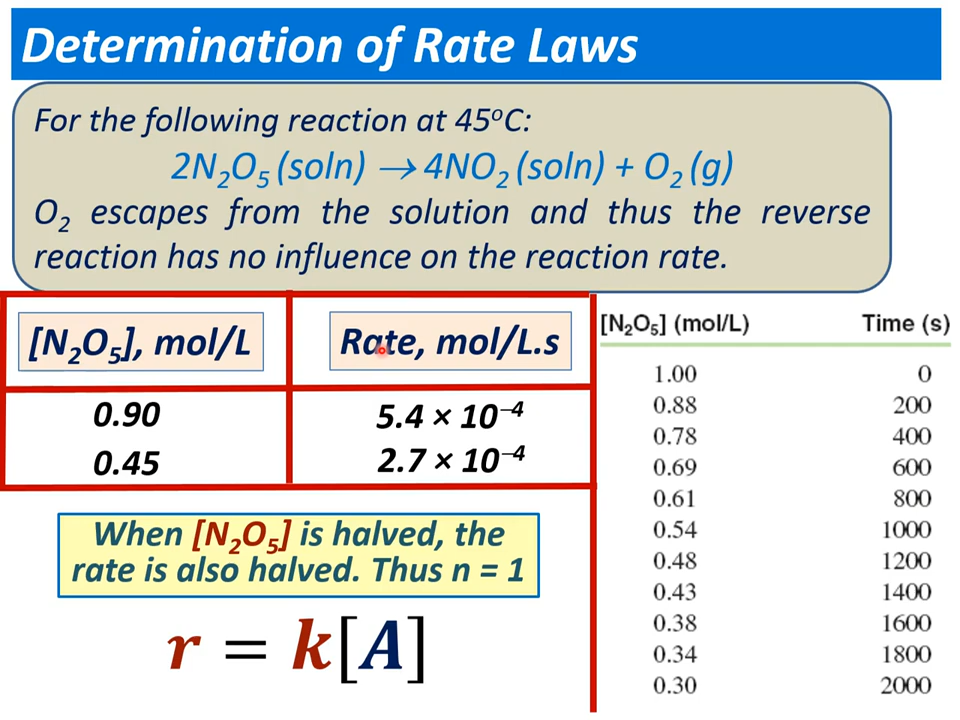 Determination of Rate Laws
For the following reaction at 45°C:
2N₂O₅ (soln) → 4NO₂ (soln) + O₂ (g)
O₂ escapes from the solution and thus the reverse
reaction has no influence on the reaction rate.
[N₂O₅], mol/L Rate, mol/L.s
0.90 5.4 × 10⁻⁴
0.45 2.7 × 10⁻⁴
When [N₂O₅] is halved, the
rate is also halved. Thus n = 1
r = k[A]
[N₂O₅] (mol/L) Time (s)
1.00 0
0.88 200
0.78 400
0.69 600
0.61 800
0.54 1000
0.48 1200
0.43 1400
0.38 1600
0.34 1800
0.30 2000